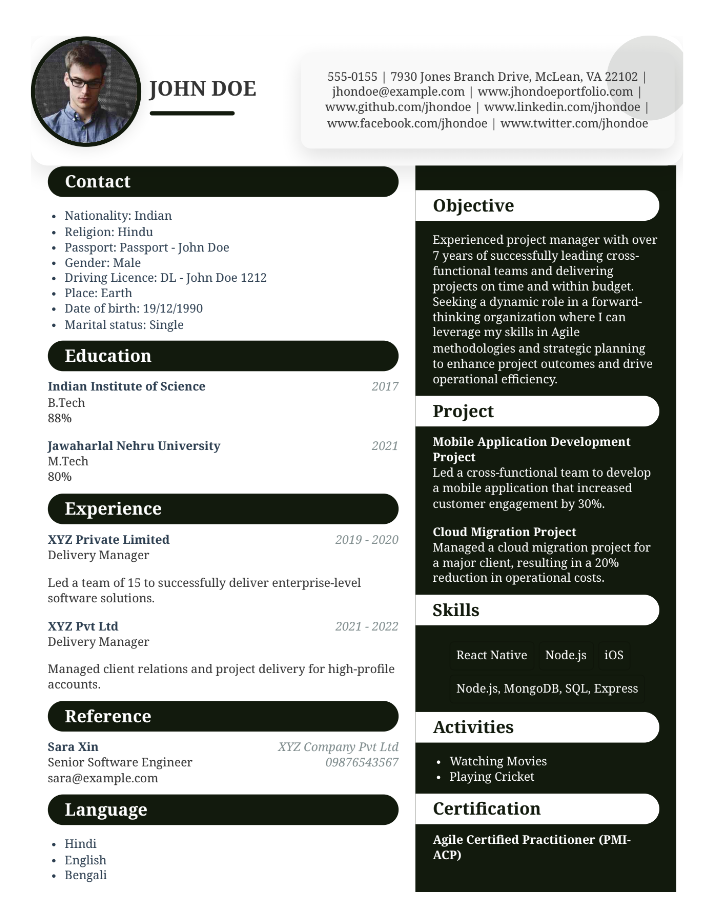 JOHN DOE
555-0155 | 7930 Jones Branch Drive, McLean, VA 22102 |
jhondoe@example.com | www.jhondoeportfolio.com |
www.github.com/jhondoe | www.linkedin.com/jhondoe |
www.facebook.com/jhondoe | www.twitter.com/jhondoe
Contact
• Nationality: Indian
• Religion: Hindu
• Passport: Passport - John Doe
• Gender: Male
• Driving Licence: DL - John Doe 1212
• Place: Earth
• Date of birth: 19/12/1990
• Marital status: Single
Education
Indian Institute of Science 2017
B.Tech
88%
Jawaharlal Nehru University 2021
M.Tech
80%
Experience
XYZ Private Limited 2019 - 2020
Delivery Manager
Led a team of 15 to successfully deliver enterprise-level
software solutions.
XYZ Pvt Ltd 2021 - 2022
Delivery Manager
Managed client relations and project delivery for high-profile
accounts.
Reference
Sara Xin XYZ Company Pvt Ltd
Senior Software Engineer 09876543567
sara@example.com
Language
• Hindi
• English
• Bengali
Objective
Experienced project manager with over
7 years of successfully leading cross-
functional teams and delivering
projects on time and within budget.
Seeking a dynamic role in a forward-
thinking organization where I can
leverage my skills in Agile
methodologies and strategic planning
to enhance project outcomes and drive
operational efficiency.
Project
Mobile Application Development
Project
Led a cross-functional team to develop
a mobile application that increased
customer engagement by 30%.
Cloud Migration Project
Managed a cloud migration project for
a major client, resulting in a 20%
reduction in operational costs.
Skills
React Native Node.js iOS
Node.js, MongoDB, SQL, Express
Activities
• Watching Movies
• Playing Cricket
Certification
Agile Certified Practitioner (PMI-
ACP)